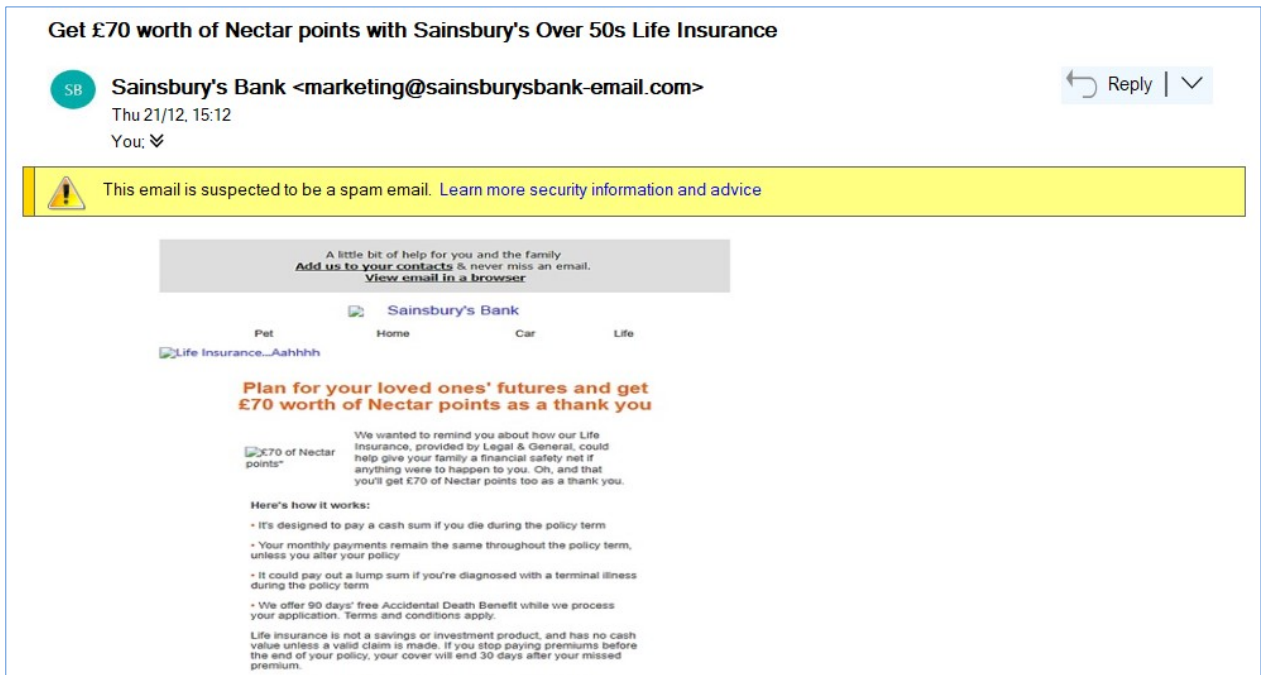 Get £70 worth of Nectar points with Sainsbury's Over 50s Life Insurance
SB
Sainsbury's Bank <marketing@sainsburysbank-email.com>
Reply
Thu 21/12, 15:12
You;
This email is suspected to be a spam email. Learn more security information and advice
A little bit of help for you and the family
Add us to your contacts & never miss an email.
View email in a browser
Sainsbury's Bank
Pet Home Car Life
Life Insurance...Aahhhh
Plan for your loved ones' futures and get
£70 worth of Nectar points as a thank you
£70 of Nectar
points*
We wanted to remind you about how our Life
Insurance, provided by Legal & General, could
help give your family a financial safety net if
anything were to happen to you. Oh, and that
you'll get £70 of Nectar points too as a thank you.
Here's how it works:
• It's designed to pay a cash sum if you die during the policy term
• Your monthly payments remain the same throughout the policy term,
unless you alter your policy
• It could pay out a lump sum if you're diagnosed with a terminal illness
during the policy term
• We offer 90 days' free Accidental Death Benefit while we process
your application. Terms and conditions apply.
Life insurance is not a savings or investment product, and has no cash
value unless a valid claim is made. If you stop paying premiums before
the end of your policy, your cover will end 30 days after your missed
premium.